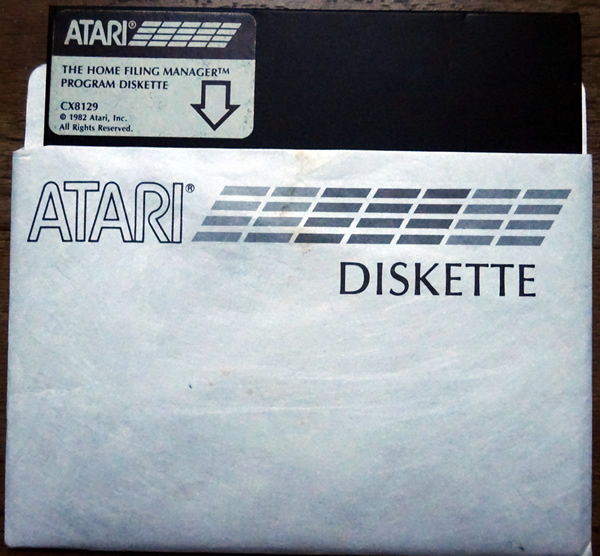 ATARI®
THE HOME FILING MANAGER™
PROGRAM DISKETTE
CX8129
© 1982 Atari, Inc.
All Rights Reserved.
ATARI®
DISKETTE